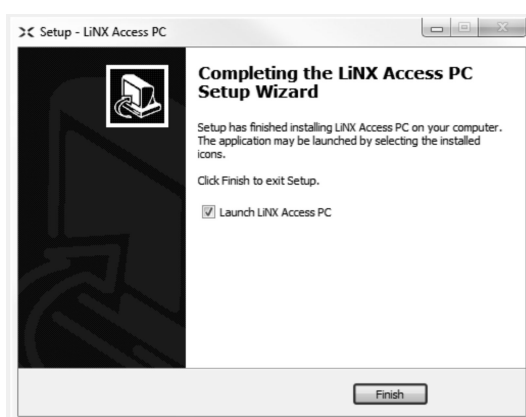 Setup - LiNX Access PC
Completing the LiNX Access PC
Setup Wizard
Setup has finished installing LiNX Access PC on your computer.
The application may be launched by selecting the installed
icons.
Click Finish to exit Setup.
Launch LiNX Access PC
Finish